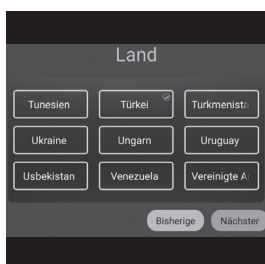 Land
Tunesien Türkei Turkmenista
Ukraine Ungarn Uruguay
Usbekistan Venezuela Vereinigte A
Bisherige Nächster